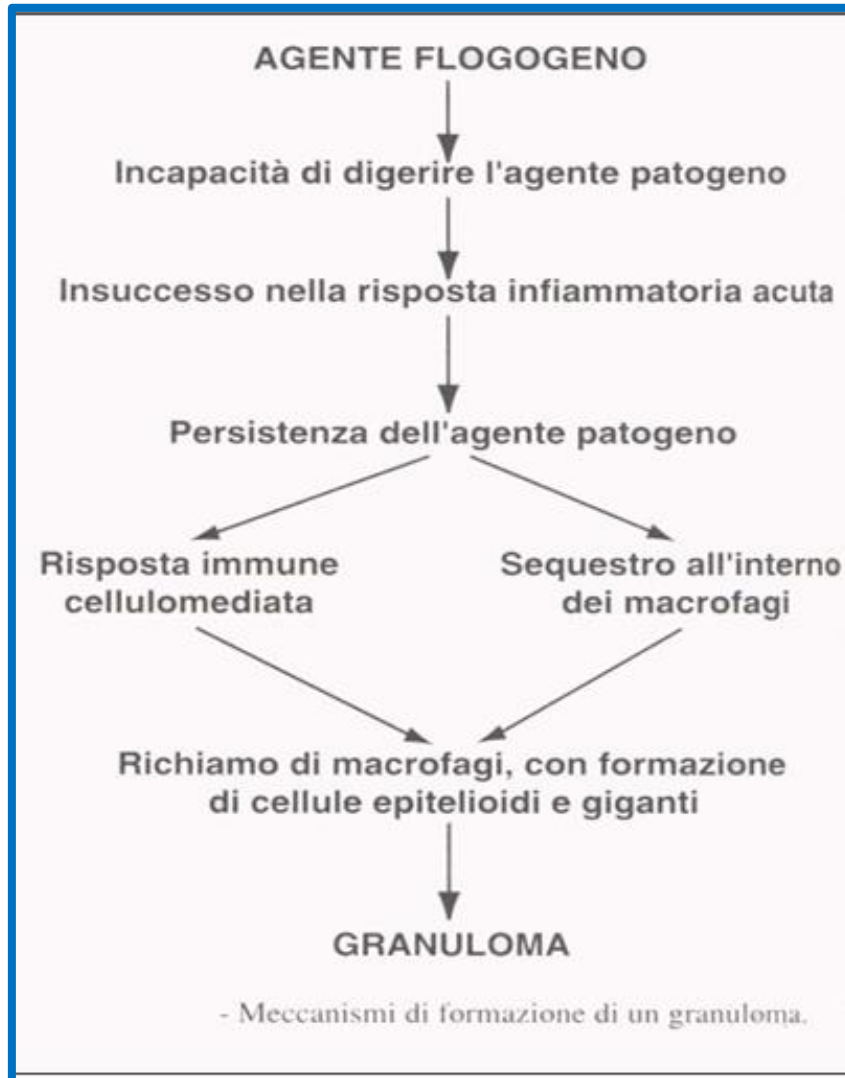 AGENTE FLOGOGENO
Incapacità di digerire l'agente patogeno
Insuccesso nella risposta infiammatoria acuta
Persistenza dell'agente patogeno
Risposta immune
cellulomediata
Sequestro all'interno
dei macrofagi
Richiamo di macrofagi, con formazione
di cellule epitelioidi e giganti
GRANULOMA
- Meccanismi di formazione di un granuloma.